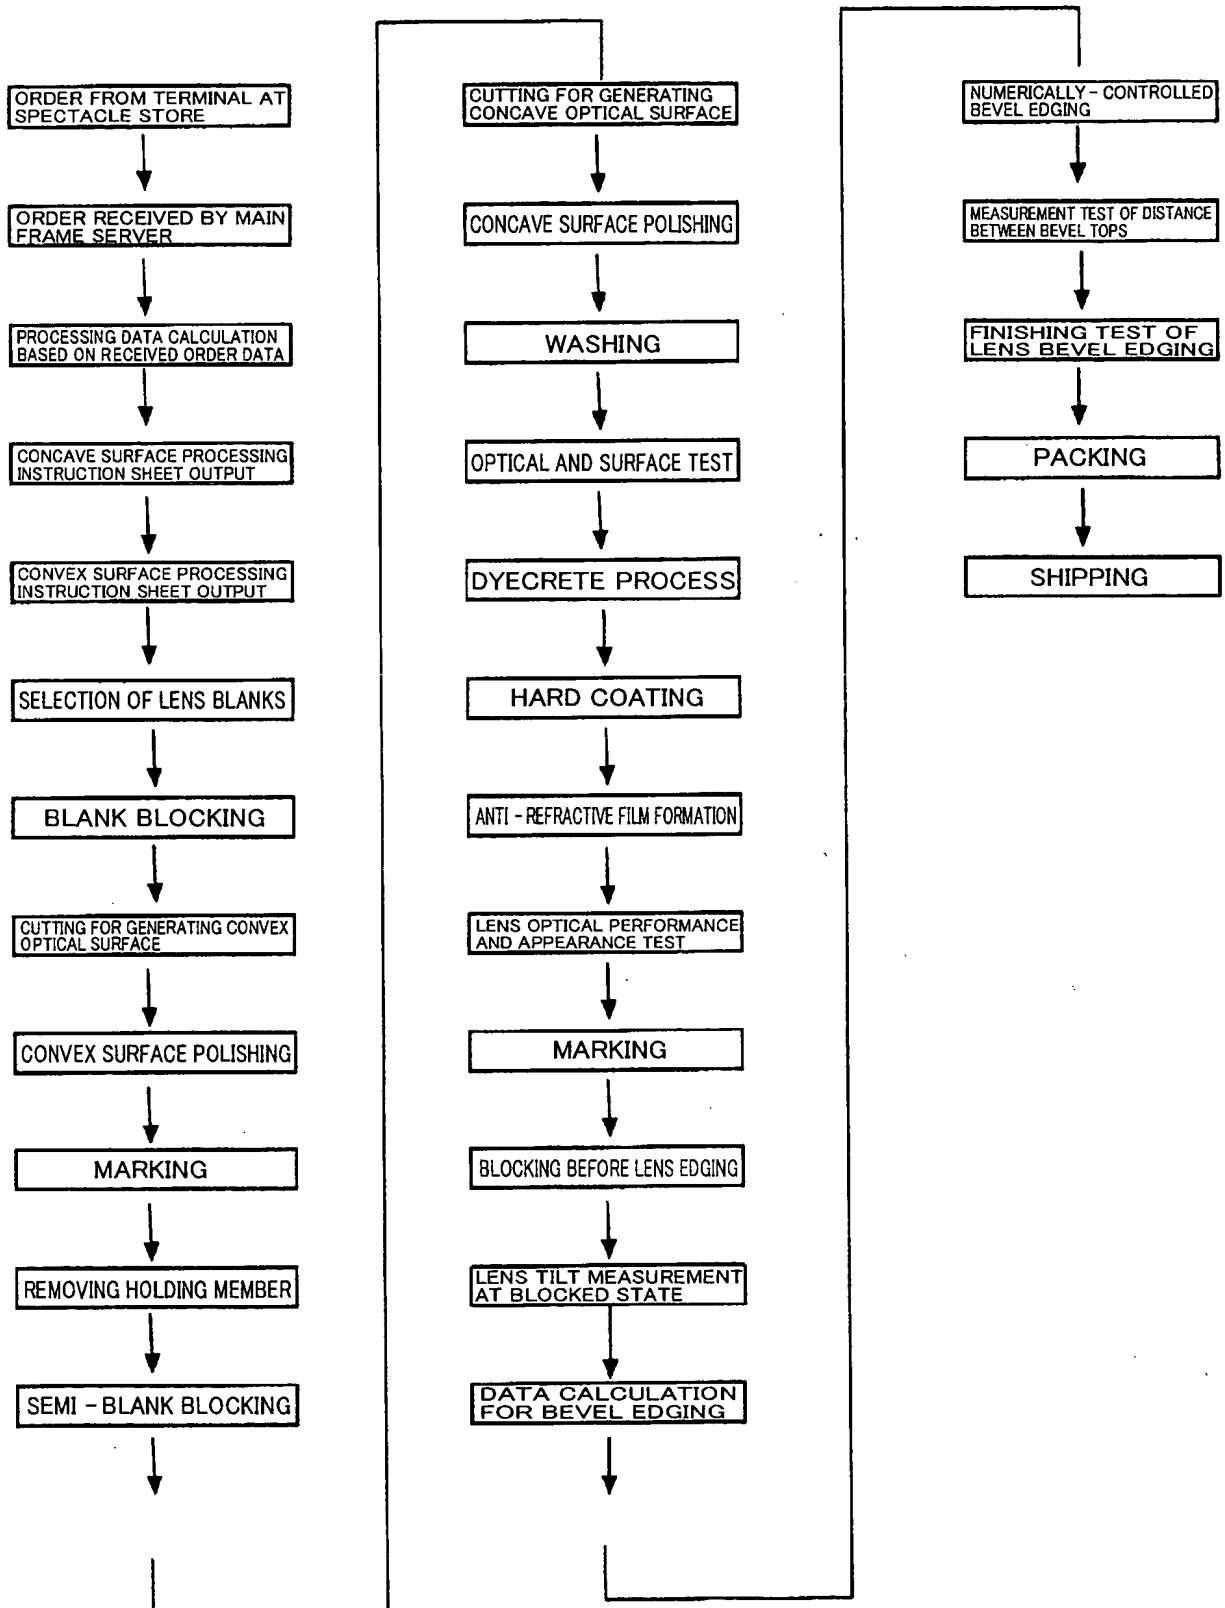 ORDER FROM TERMINAL AT
SPECTACLE STORE
ORDER RECEIVED BY MAIN
FRAME SERVER
PROCESSING DATA CALCULATION
BASED ON RECEIVED ORDER DATA
CONCAVE SURFACE PROCESSING
INSTRUCTION SHEET OUTPUT
CONVEX SURFACE PROCESSING
INSTRUCTION SHEET OUTPUT
SELECTION OF LENS BLANKS
BLANK BLOCKING
CUTTING FOR GENERATING CONVEX
OPTICAL SURFACE
CONVEX SURFACE POLISHING
MARKING
REMOVING HOLDING MEMBER
SEMI - BLANK BLOCKING
CUTTING FOR GENERATING
CONCAVE OPTICAL SURFACE
CONCAVE SURFACE POLISHING
WASHING
OPTICAL AND SURFACE TEST
DYECRETE PROCESS
HARD COATING
ANTI - REFRACTIVE FILM FORMATION
LENS OPTICAL PERFORMANCE
AND APPEARANCE TEST
MARKING
BLOCKING BEFORE LENS EDGING
LENS TILT MEASUREMENT
AT BLOCKED STATE
DATA CALCULATION
FOR BEVEL EDGING
NUMERICALLY - CONTROLLED
BEVEL EDGING
MEASUREMENT TEST OF DISTANCE
BETWEEN BEVEL TOPS
FINISHING TEST OF
LENS BEVEL EDGING
PACKING
SHIPPING